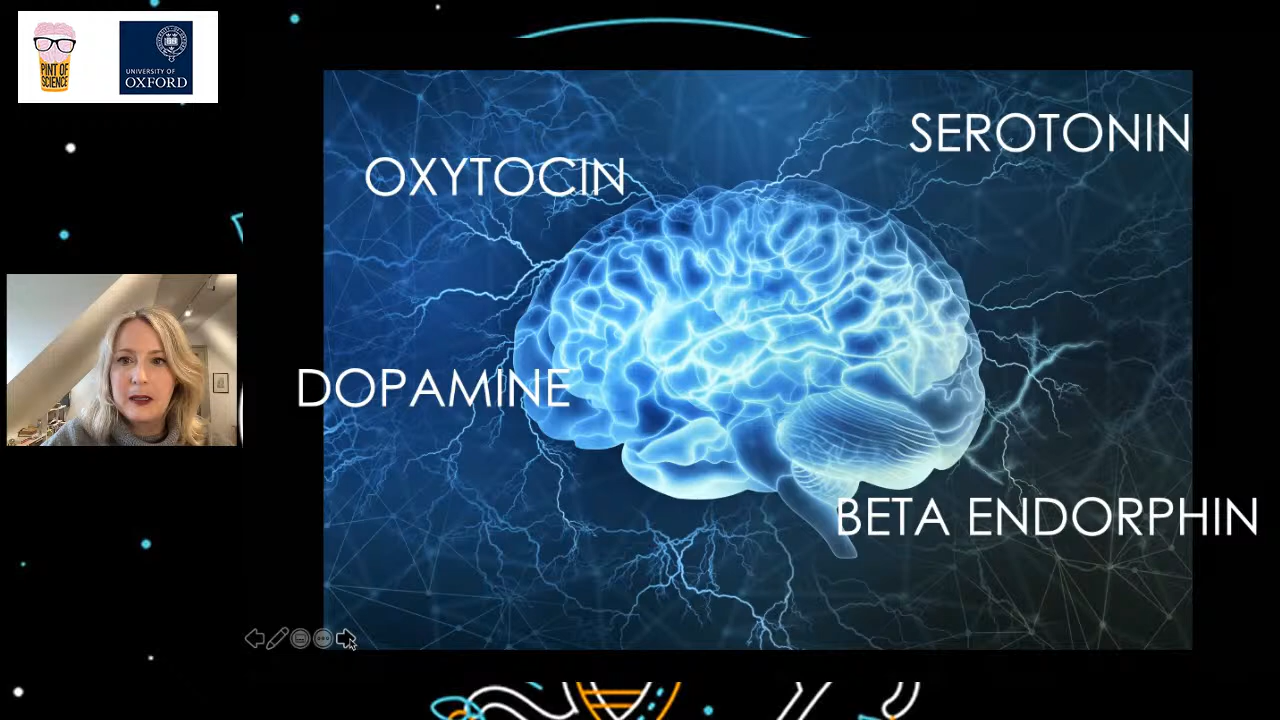 PINT OF
SCIENCE
UNIVERSITY OF
OXFORD
SEROTONIN
OXYTOCIN
DOPAMINE
BETA ENDORPHIN